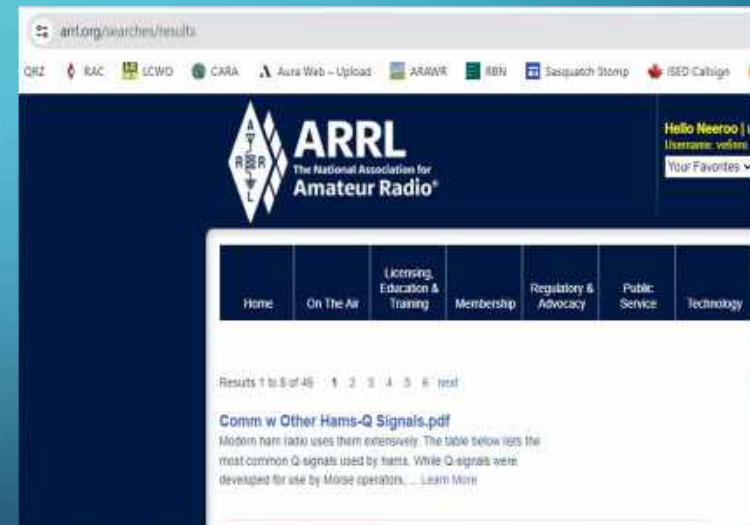 arrl.org/searches/results
QRZ RAC LCWO CARA Aura Web – Upload ARAWR RBN Sasquatch Stomp ISED Callsign
A
R R
L
ARRL
The National Association for
Amateur Radio®
Hello Neeroo |
Username:
Your Favorites
Home On The Air Licensing, Education & Training Membership Regulatory & Advocacy Public Service Technology
Results 1 to 8 of 46 1 2 3 4 5 6 next
Comm w Other Hams-Q Signals.pdf
Modern ham radio uses them extensively. The table below lists the
most common Q-signals used by hams. While Q-signals were
developed for use by Morse operators, ... Learn More